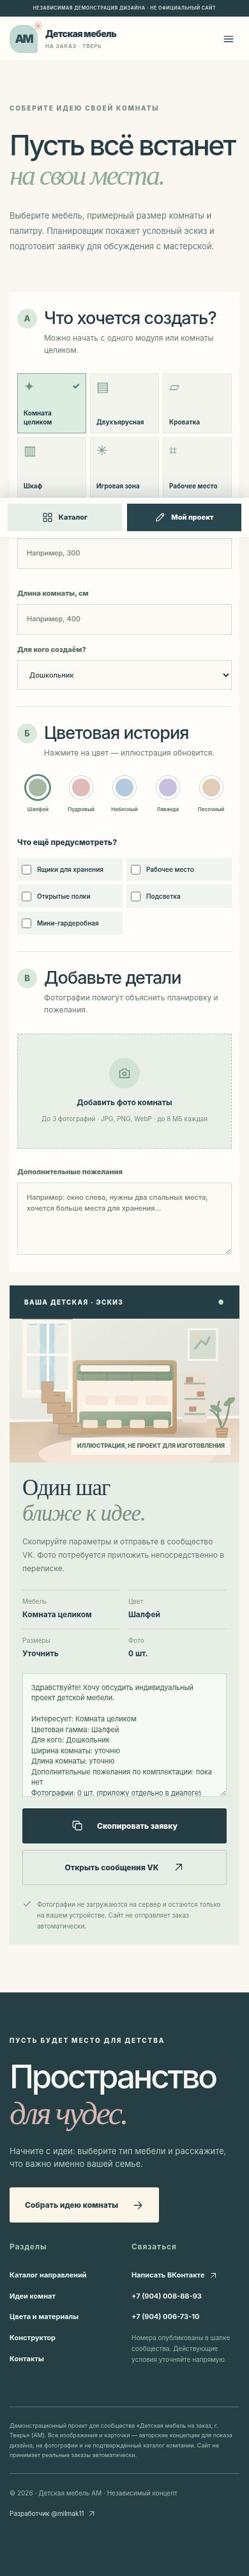 НЕЗАВИСИМАЯ ДЕМОНСТРАЦИЯ ДИЗАЙНА · НЕ ОФИЦИАЛЬНЫЙ САЙТ
АМ
Детская мебель
НА ЗАКАЗ · ТВЕРЬ
СОБЕРИТЕ ИДЕЮ СВОЕЙ КОМНАТЫ
Пусть всё встанет
на свои места.
Выберите мебель, примерный размер комнаты и
палитру. Планировщик покажет условный эскиз и
подготовит заявку для обсуждения с мастерской.
А
Что хочется создать?
Можно начать с одного модуля или комнаты
целиком.
Комната
целиком
Двухъярусная
Кроватка
Шкаф
Игровая зона
Рабочее место
Каталог
Мой проект
Например, 300
Длина комнаты, см
Например, 400
Для кого создаём?
Дошкольник
Б
Цветовая история
Нажмите на цвет — иллюстрация обновится.
Шалфей
Пудровый
Небесный
Лаванда
Песочный
Что ещё предусмотреть?
Ящики для хранения
Рабочее место
Открытые полки
Подсветка
Мини-гардеробная
В
Добавьте детали
Фотографии помогут объяснить планировку и
пожелания.
Добавить фото комнаты
До 3 фотографий · JPG, PNG, WebP · до 8 МБ каждая
Дополнительные пожелания
Например: окно слева, нужны два спальных места,
хочется больше места для хранения...
ВАША ДЕТСКАЯ · ЭСКИЗ
ИЛЛЮСТРАЦИЯ, НЕ ПРОЕКТ ДЛЯ ИЗГОТОВЛЕНИЯ
Один шаг
ближе к идее.
Скопируйте параметры и отправьте в сообщество
VK. Фото потребуется приложить непосредственно в
переписке.
Мебель
Комната целиком
Цвет
Шалфей
Размеры
Уточнить
Фото
0 шт.
Здравствуйте! Хочу обсудить индивидуальный
проект детской мебели.
Интересует: Комната целиком
Цветовая гамма: Шалфей
Для кого: Дошкольник
Ширина комнаты: уточню
Длина комнаты: уточню
Дополнительные пожелания по комплектации: пока
нет
Фотографии: 0 шт. (приложу отдельно в диалоге)
Скопировать заявку
Открыть сообщения VK
Фотографии не загружаются на сервер и остаются только
на вашем устройстве. Сайт не отправляет заказ
автоматически.
ПУСТЬ БУДЕТ МЕСТО ДЛЯ ДЕТСТВА
Пространство
для чудес.
Начните с идеи: выберите тип мебели и расскажите,
что важно именно вашей семье.
Собрать идею комнаты
Разделы
Каталог направлений
Идеи комнат
Цвета и материалы
Конструктор
Контакты
Связаться
Написать ВКонтакте
+7 (904) 008-88-93
+7 (904) 006-73-10
Номера опубликованы в шапке
сообщества. Действующие
условия уточняйте напрямую.
Демонстрационный проект для сообщества «Детская мебель на заказ, г.
Тверь» (АМ). Все изображения и карточки — авторские концепции для показа
дизайна, не фотографии и не подтверждённый каталог компании. Сайт не
принимает реальные заказы автоматически.
© 2026 · Детская мебель АМ · Независимый концепт
Разработчик @milmak11